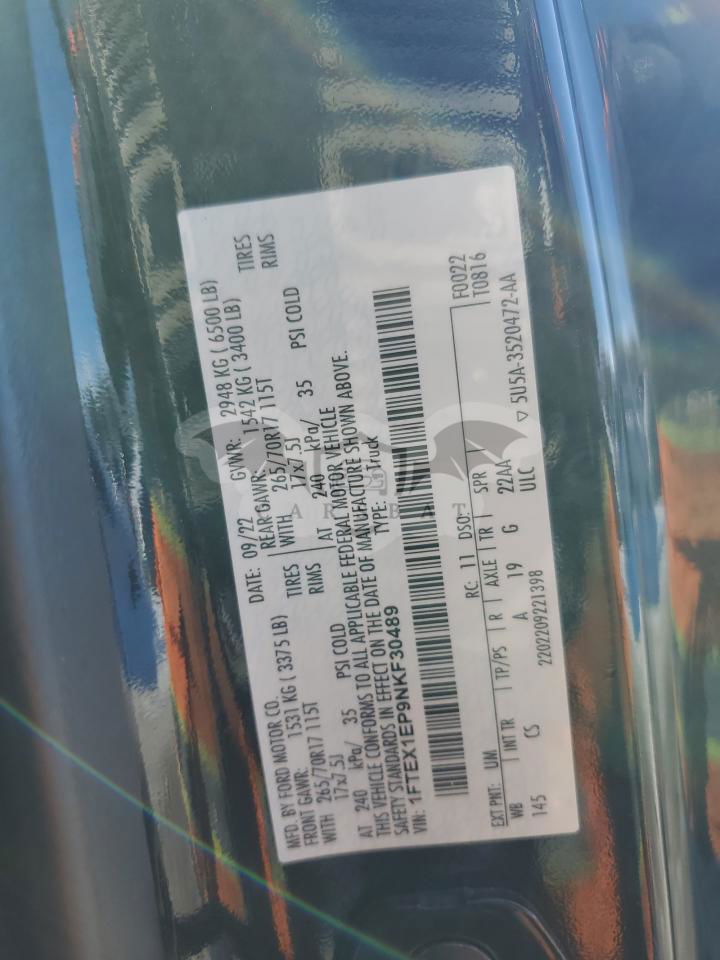 MFD. BY FORD MOTOR CO.
DATE: 09/22 GVWR: 2948 KG ( 6500 LB)
FRONT GAWR: 1531 KG ( 3375 LB) REAR GAWR: 1542 KG ( 3400 LB)
WITH 265/70R17 115T TIRES WITH 265/70R17 115T TIRES
17x7.5J RIMS 17x7.5J RIMS
AT 240 kPa/ 35 PSI COLD AT 240 kPa/ 35 PSI COLD
THIS VEHICLE CONFORMS TO ALL APPLICABLE FEDERAL MOTOR VEHICLE
SAFETY STANDARDS IN EFFECT ON THE DATE OF MANUFACTURE SHOWN ABOVE.
VIN: 1FTEX1EP9NKF30489 TYPE: Truck
F0022
T0816
EXT PNT: UM RC: 11 DSO:
WB INT TR TP/PS R AXLE TR SPR
145 CS A 19 G 22AA
2202209221398 ULC ▽ 5U5A-3520472-AA
CARBAT